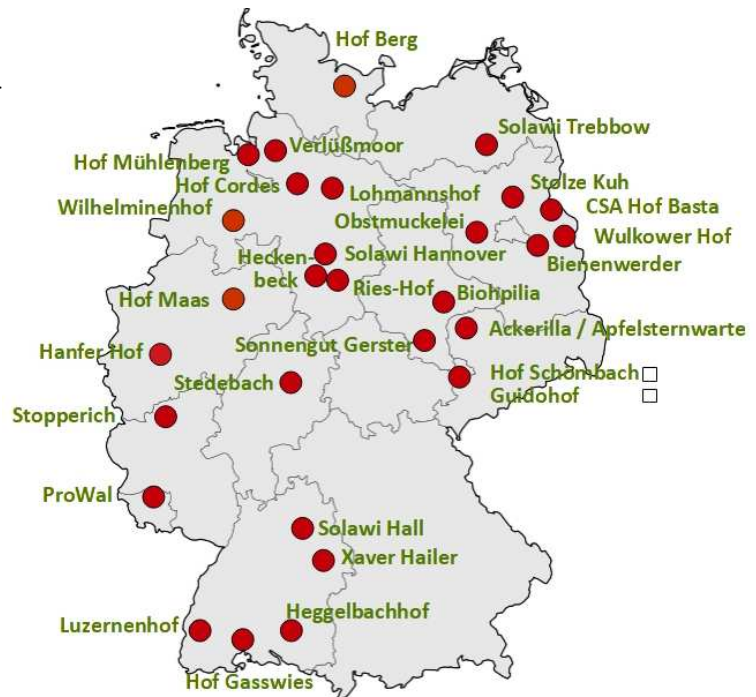 Hof Berg
Solawi Trebbow
Verlüßmoor
Hof Mühlenberg
Hof Cordes
Lohmannshof
Stolze Kuh
CSA Hof Basta
Wilhelminenhof
Obstmuckelei
Wulkower Hof
Solawi Hannover
Bienenwerder
Hecken-
beck
Ries-Hof
Biohpilia
Hof Maas
Ackerilla / Apfelsternwarte
Sonnengut Gerster
Hanfer Hof
Hof Schömbach
Stedebach
Guidohof
Stopperich
ProWal
Solawi Hall
Xaver Hailer
Heggelbachhof
Luzernenhof
Hof Gasswies